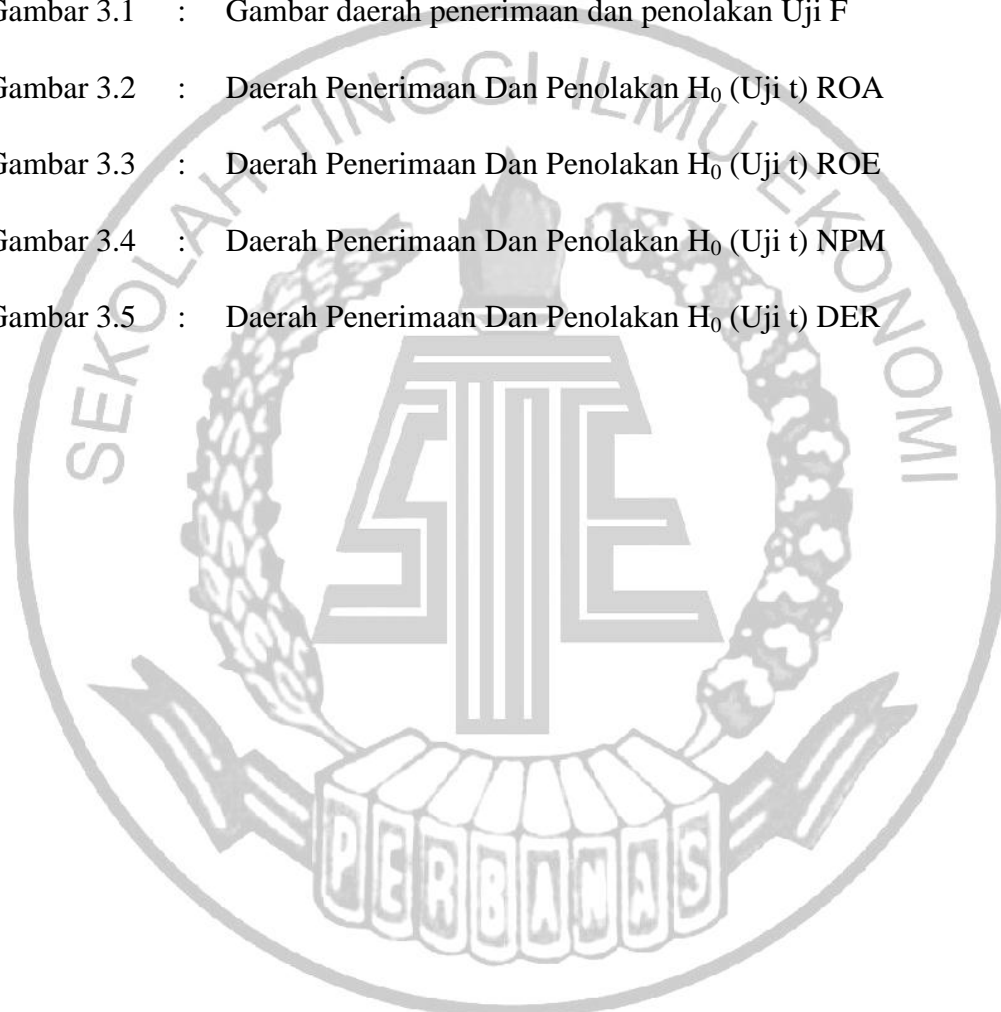 Gambar 3.1 : Gambar daerah penerimaan dan penolakan Uji F
Gambar 3.2 : Daerah Penerimaan Dan Penolakan H₀ (Uji t) ROA
Gambar 3.3 : Daerah Penerimaan Dan Penolakan H₀ (Uji t) ROE
Gambar 3.4 : Daerah Penerimaan Dan Penolakan H₀ (Uji t) NPM
Gambar 3.5 : Daerah Penerimaan Dan Penolakan H₀ (Uji t) DER
SEKOLAH TINGGI ILMU EKONOMI
STIE
PERBANAS